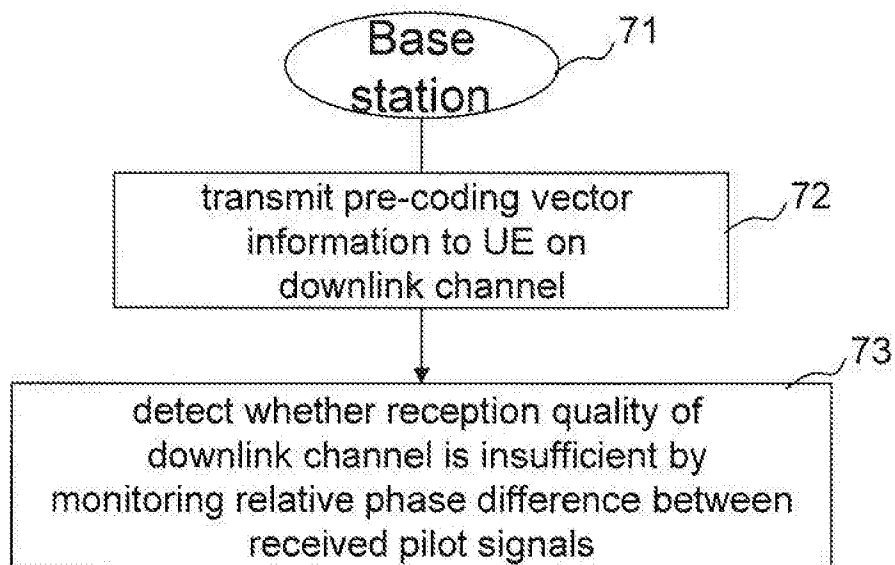 Base
station
71
transmit pre-coding vector
information to UE on
downlink channel
72
73
detect whether reception quality of
downlink channel is insufficient by
monitoring relative phase difference between
received pilot signals